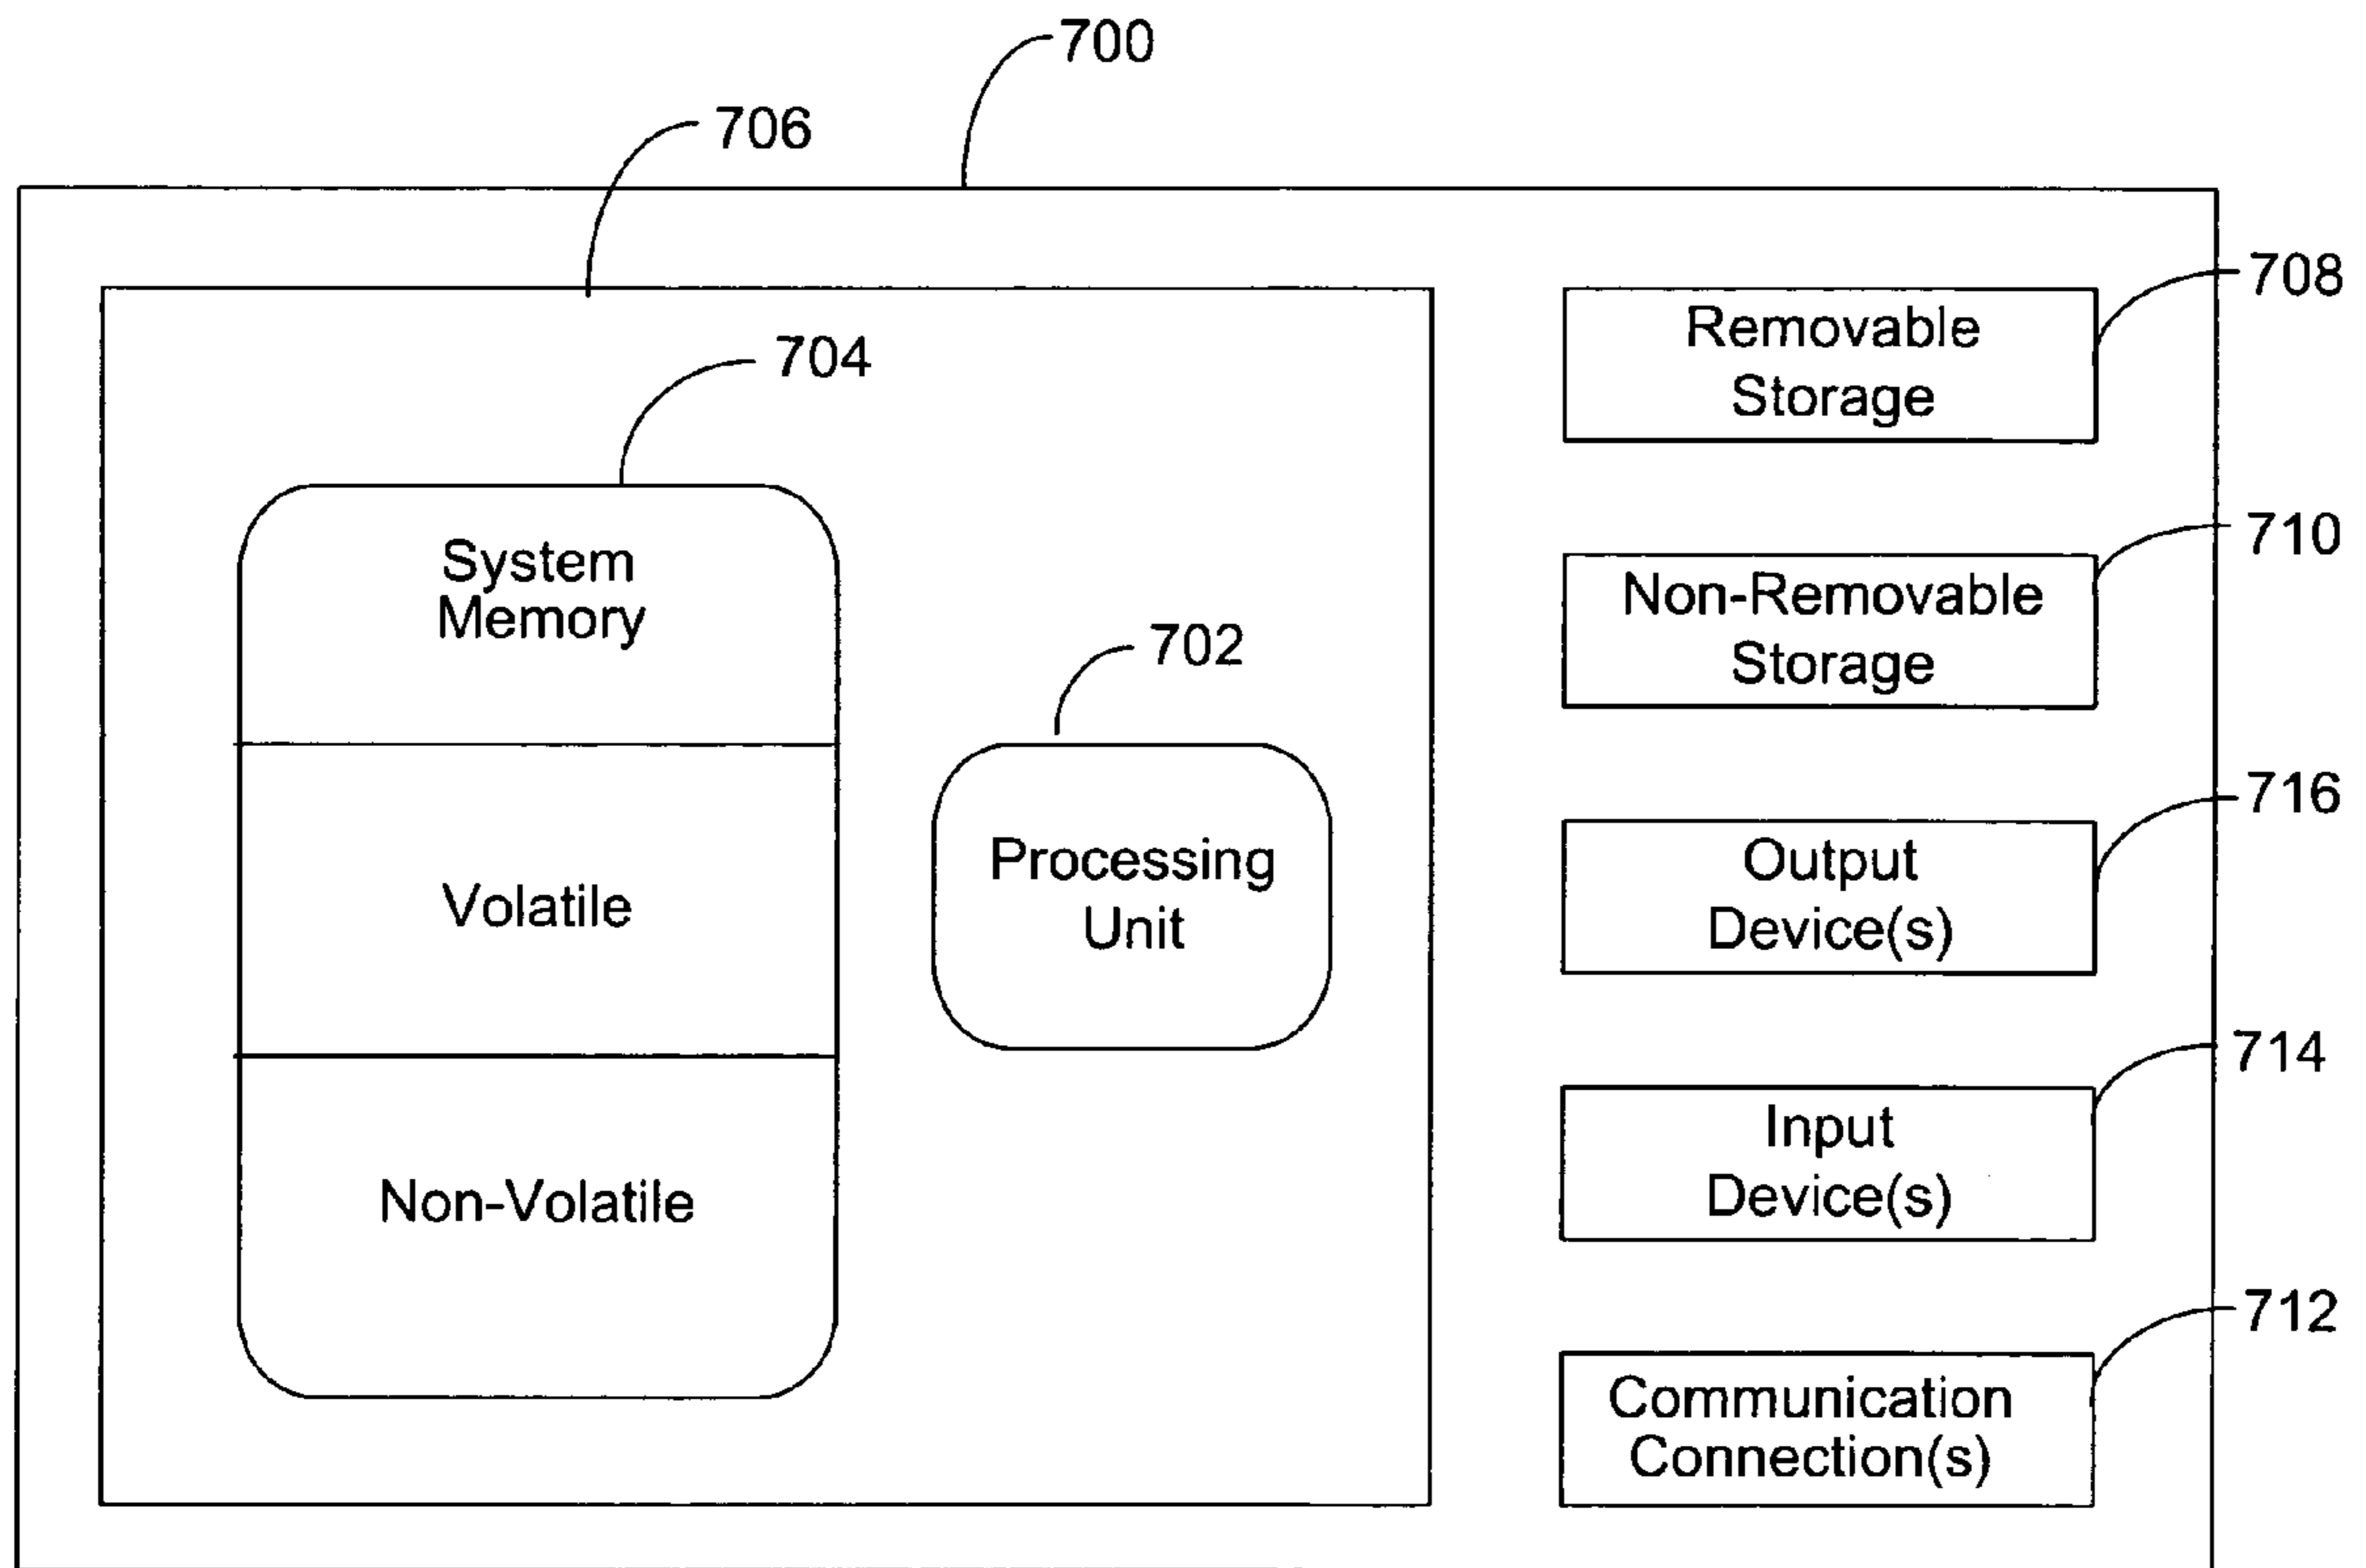 700
706
704
System
Memory
Volatile
Non-Volatile
702
Processing
Unit
708
Removable
Storage
710
Non-Removable
Storage
716
Output
Device(s)
714
Input
Device(s)
712
Communication
Connection(s)